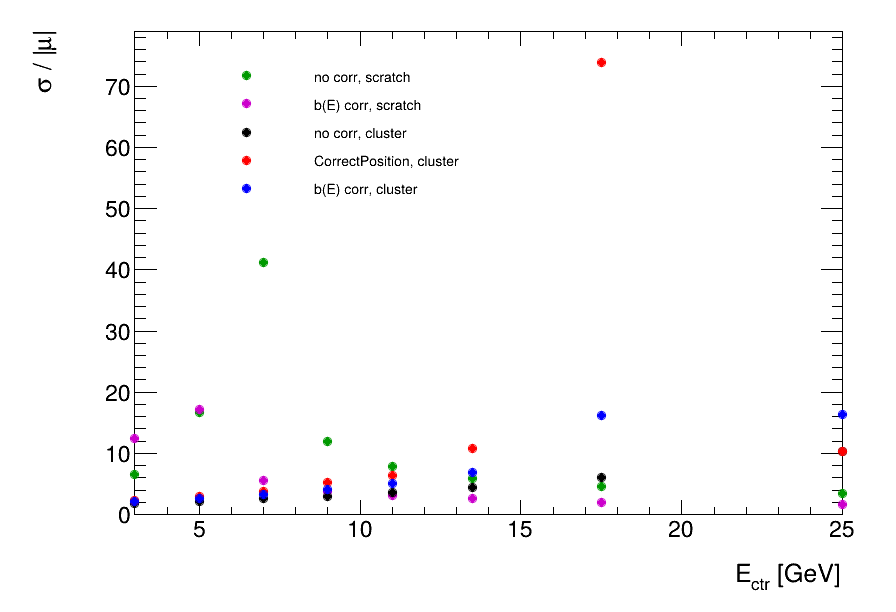 σ / |μ|
70
60
50
40
30
20
10
0
no corr, scratch
b(E) corr, scratch
no corr, cluster
CorrectPosition, cluster
b(E) corr, cluster
5 10 15 20 25
E_ctr [GeV]